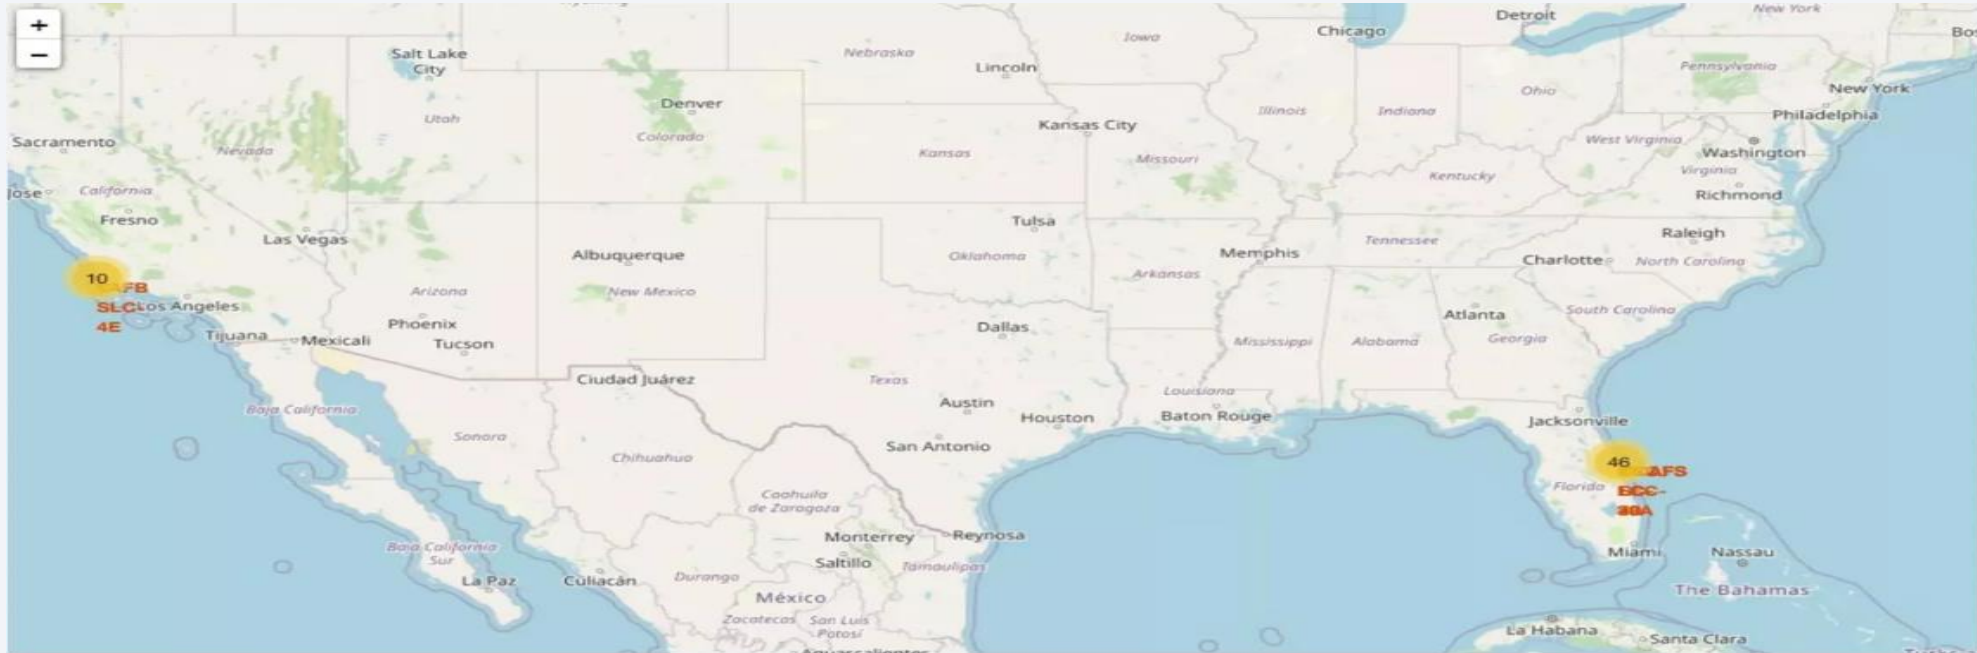 +
−
Salt Lake
City
Nebraska
Lincoln
Iowa
Chicago
Detroit
New York
Pennsylvania
New York
Philadelphia
Denver
Utah
Colorado
Kansas
Kansas City
Missouri
Illinois
Indiana
Ohio
West Virginia
Washington
Virginia
Richmond
Kentucky
Sacramento
Nevada
Jose
California
Fresno
Las Vegas
Albuquerque
New Mexico
Arizona
Phoenix
Tucson
Tulsa
Oklahoma
Arkansas
Memphis
Tennessee
Charlotte
Raleigh
North Carolina
South Carolina
Atlanta
Georgia
Alabama
Mississippi
Dallas
10
AFB
SLC-
Los Angeles
4E
Tijuana
Mexicali
Ciudad Juárez
Texas
Austin
Houston
San Antonio
Louisiana
Baton Rouge
Jacksonville
46
AFS
Florida
Miami
Nassau
The Bahamas
Baja California
Sonora
Chihuahua
Coahuila
de Zaragoza
Monterrey
Reynosa
Saltillo
Tamaulipas
Baja California
Sur
La Paz
Culiacán
Durango
México
Zacatecas
San Luis
Potosí
Aguascalientes
La Habana
Santa Clara